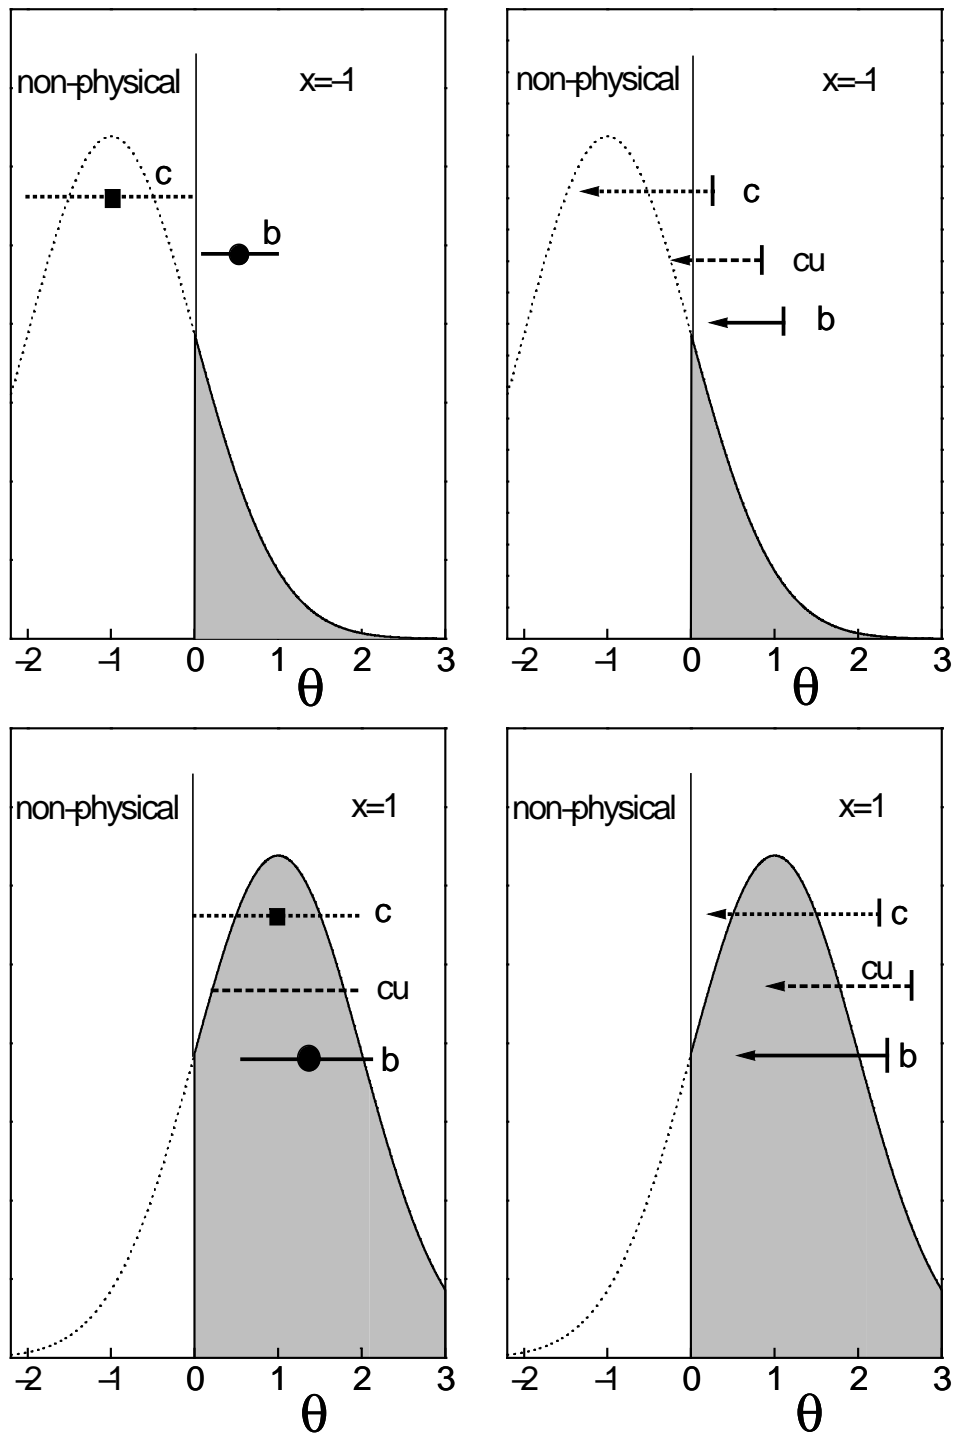 non-physical x=-1
c
b
-2 -1 0 1 2 3
θ
non-physical x=-1
c
cu
b
-2 -1 0 1 2 3
θ
non-physical x=1
c
cu
b
-2 -1 0 1 2 3
θ
non-physical x=1
c
cu
b
-2 -1 0 1 2 3
θ